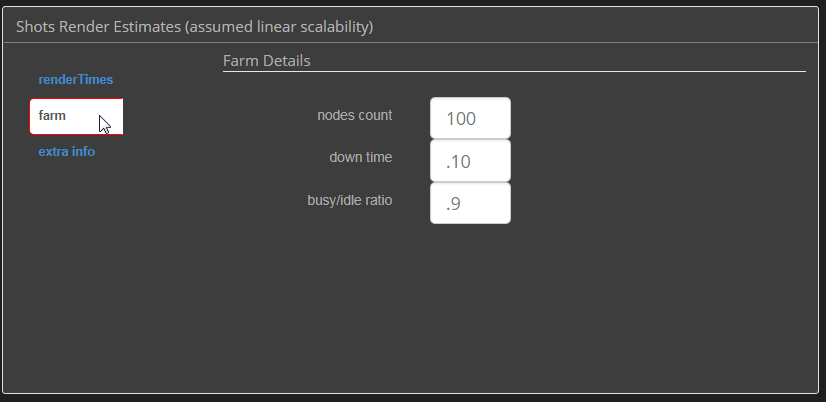 Shots Render Estimates (assumed linear scalability)
renderTimes
farm
extra info
Farm Details
nodes count 100
down time .10
busy/idle ratio .9